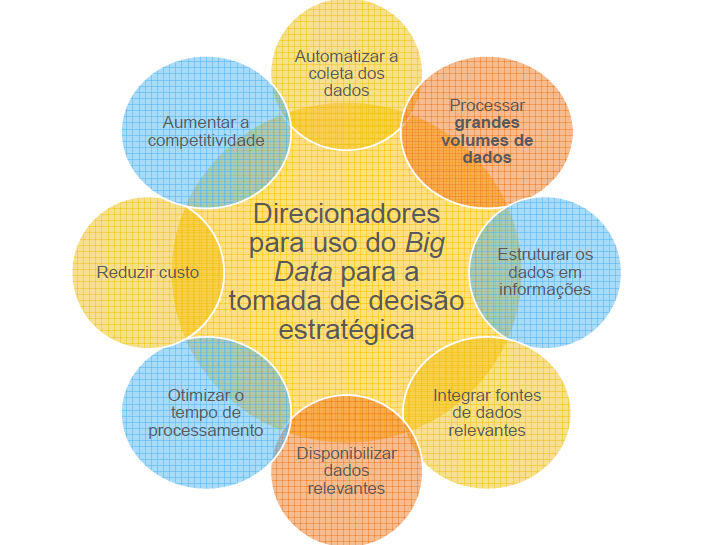 Automatizar a
coleta dos
dados
Processar
grandes
volumes de
dados
Estruturar os
dados em
informações
Integrar fontes
de dados
relevantes
Disponibilizar
dados
relevantes
Otimizar o
tempo de
processamento
Reduzir custo
Aumentar a
competitividade
Direcionadores
para uso do Big
Data para a
tomada de decisão
estratégica